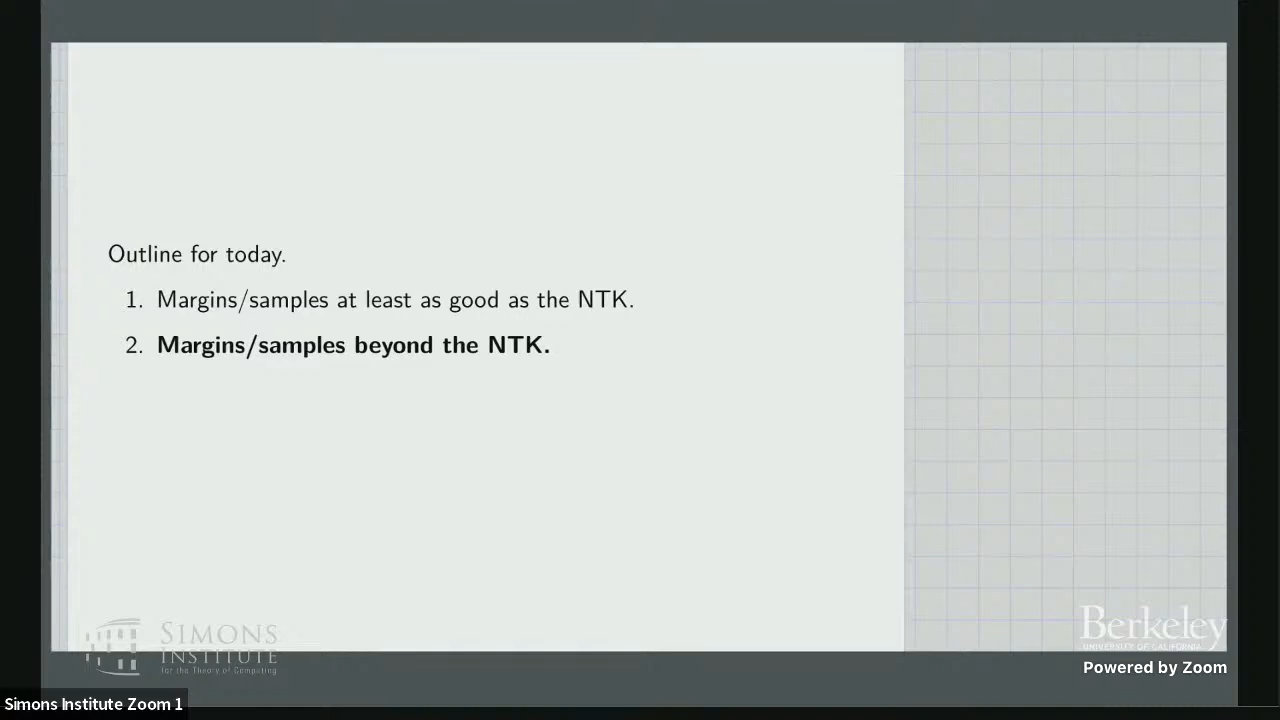 Outline for today.
1. Margins/samples at least as good as the NTK.
2. Margins/samples beyond the NTK.
SIMONS
INSTITUTE
for the Theory of Computing
Berkeley
UNIVERSITY OF CALIFORNIA
Powered by Zoom
Simons Institute Zoom 1